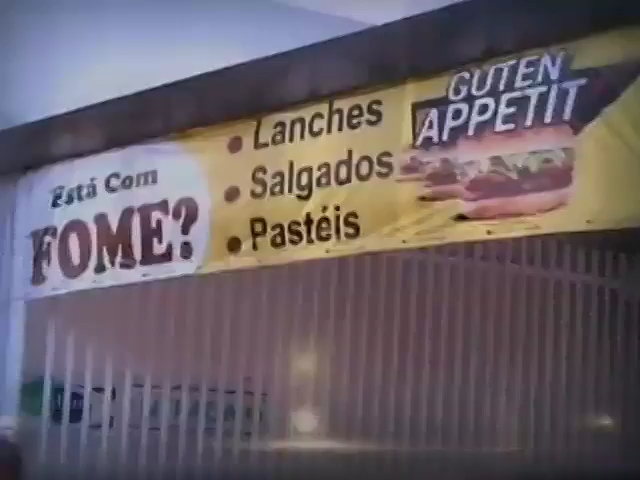 Está Com
FOME?
• Lanches
• Salgados
• Pastéis
GUTEN
APPETIT